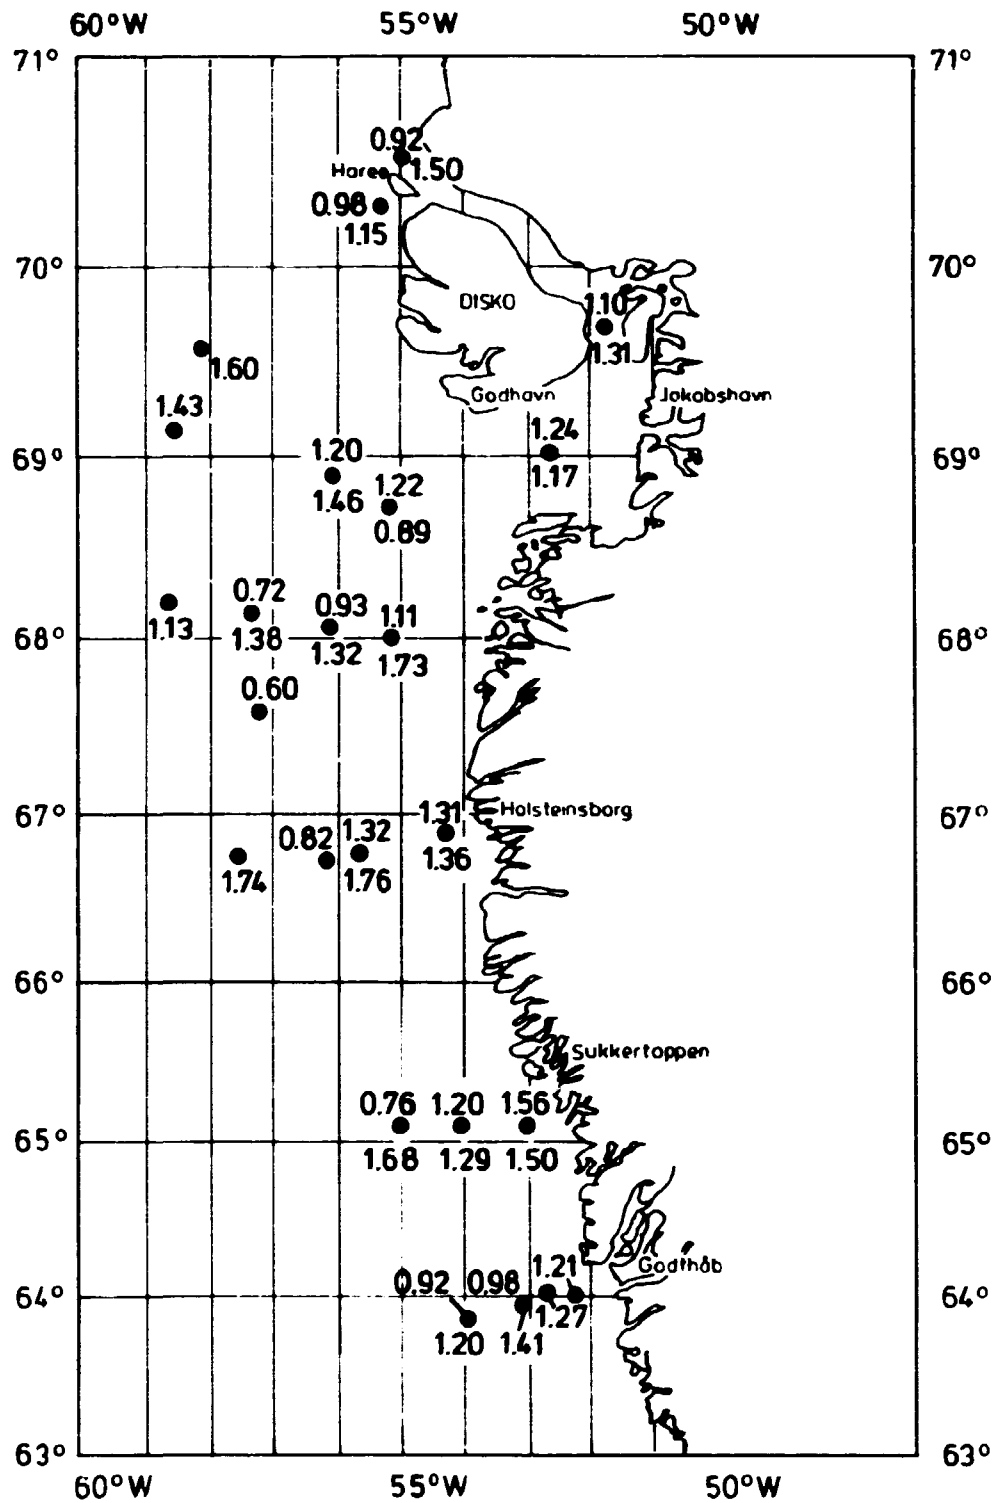 60°W 55°W 50°W
71° 71°
0.92
Hareø 1.50
0.98
1.15
70° 70°
DISKO
1.10
1.31
1.60
Godhavn Jakobshavn
1.43
1.24
1.20
69° 69°
1.17
1.46 1.22
0.89
0.72
0.93 1.11
1.13 1.38 68° 1.32 68°
1.73
0.60
Holsteinsborg
67° 1.31 67°
0.82 1.32
1.36
1.74 1.76
66° 66°
Sukkertoppen
0.76 1.20 1.56
65° 65°
1.68 1.29 1.50
1.21 Godthåb
0.92 0.98
64° 64°
1.27
1.20 1.41
63° 63°
60°W 55°W 50°W